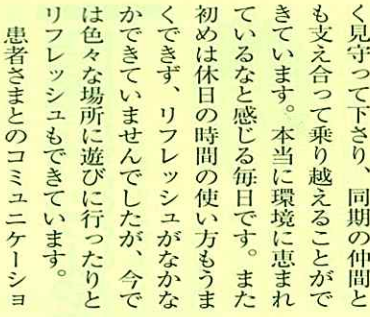 く見守って下さり、同期の仲間と
も支え合って乗り越えることがで
きています。本当に環境に恵まれ
ているなと感じる毎日です。また
初めは休日の時間の使い方もうま
くできず、リフレッシュがなかな
かできていませんでしたが、今で
は色々な場所に遊びに行ったりと
リフレッシュもできています。
患者さまとのコミュニケーショ